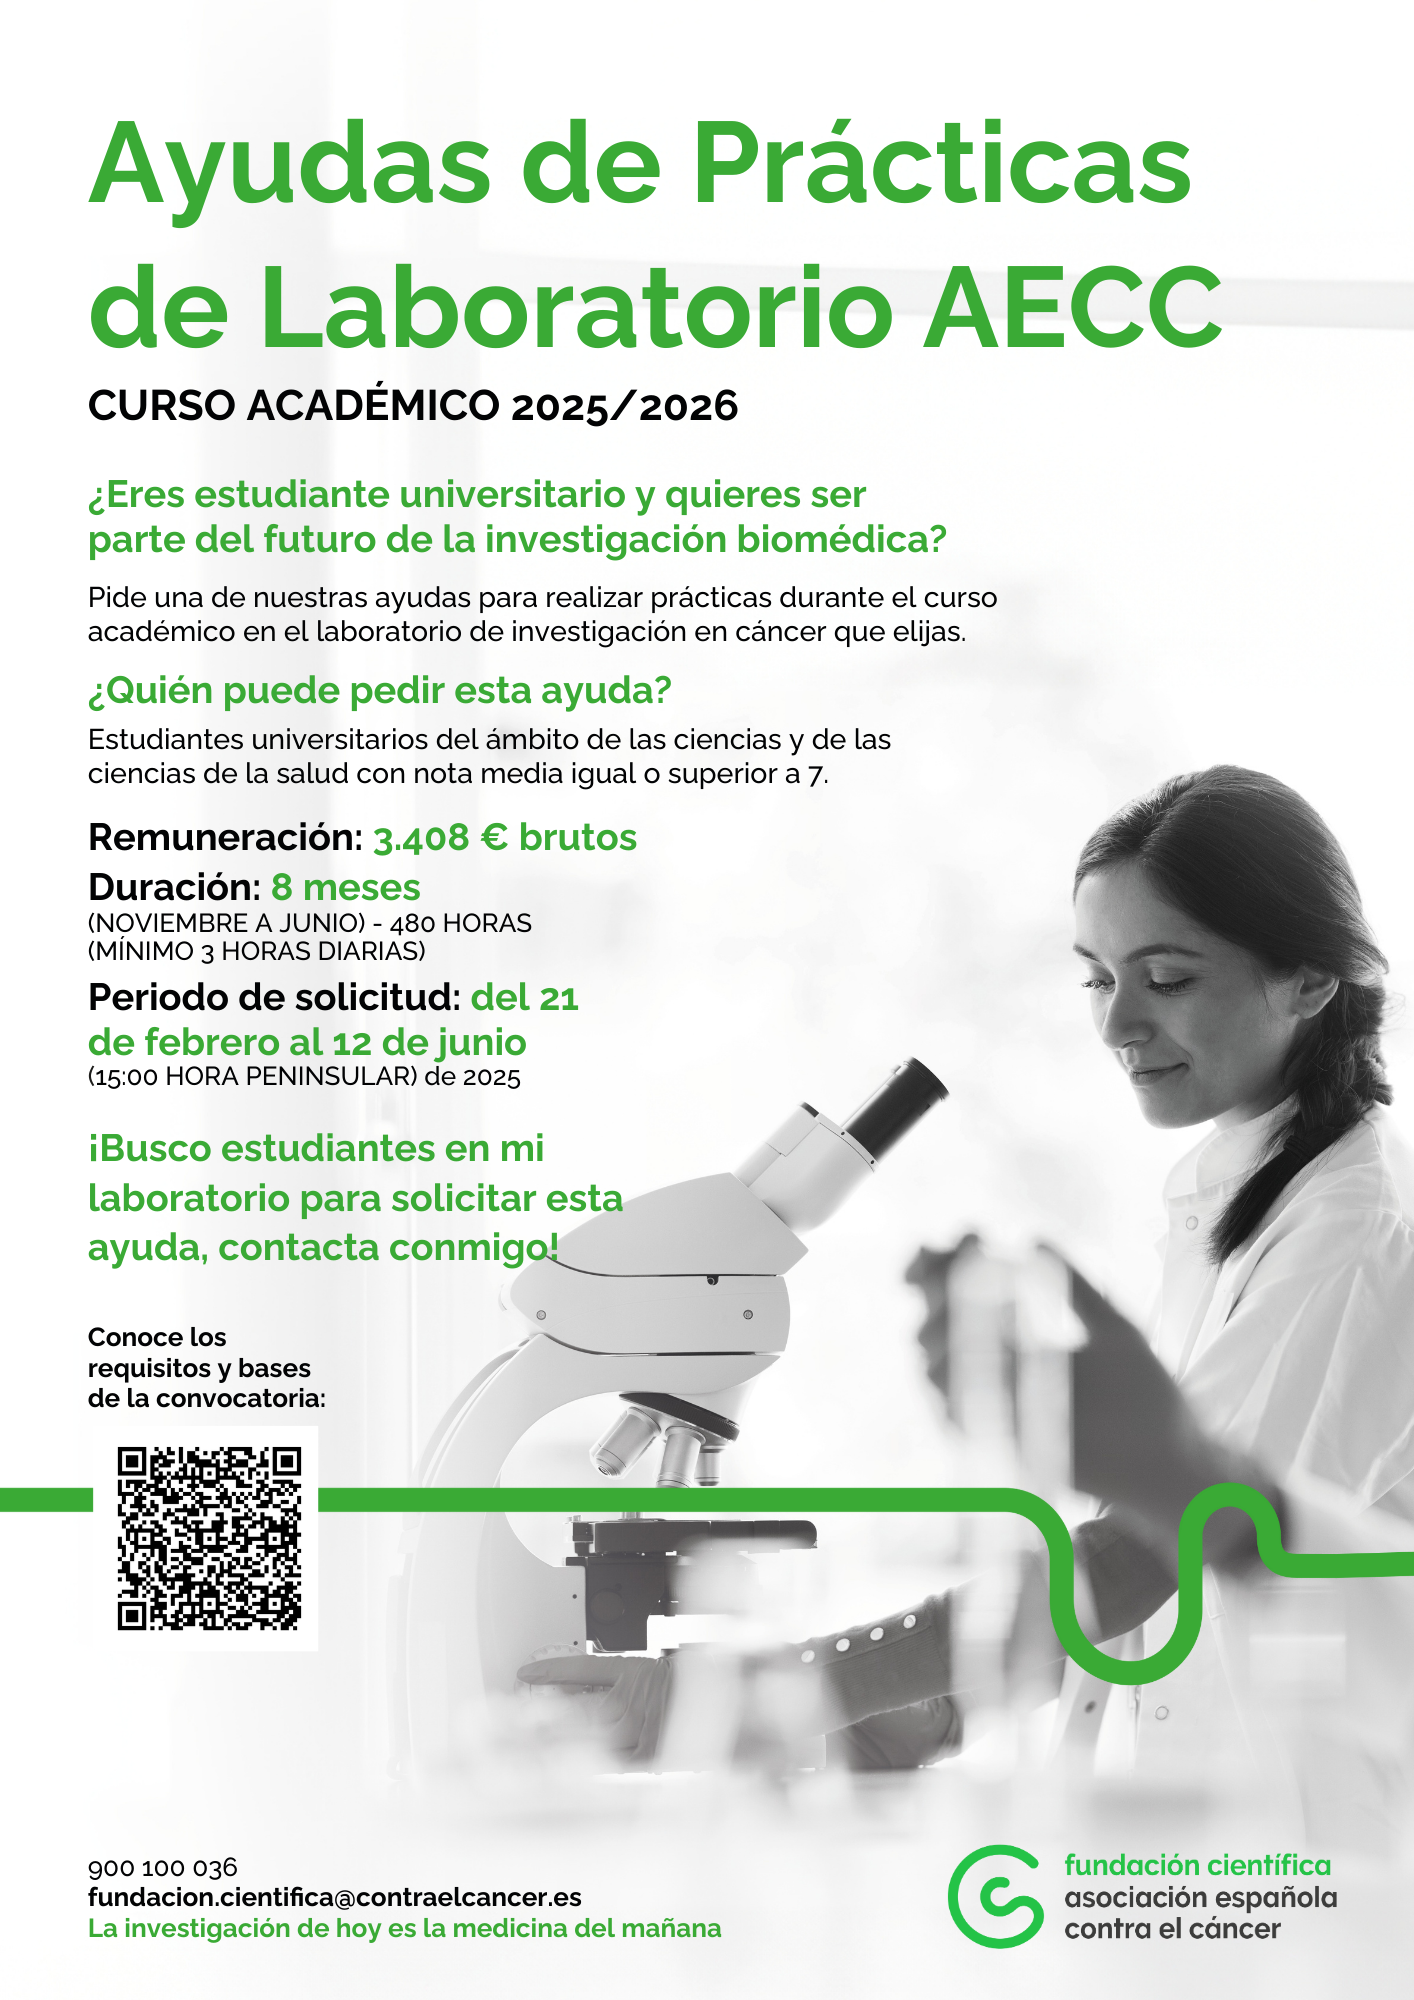 Ayudas de Prácticas
de Laboratorio AECC
CURSO ACADÉMICO 2025/2026
¿Eres estudiante universitario y quieres ser
parte del futuro de la investigación biomédica?
Pide una de nuestras ayudas para realizar prácticas durante el curso
académico en el laboratorio de investigación en cáncer que elijas.
¿Quién puede pedir esta ayuda?
Estudiantes universitarios del ámbito de las ciencias y de las
ciencias de la salud con nota media igual o superior a 7.
Remuneración: 3.408 € brutos
Duración: 8 meses
(NOVIEMBRE A JUNIO) - 480 HORAS
(MÍNIMO 3 HORAS DIARIAS)
Periodo de solicitud: del 21
de febrero al 12 de junio
(15:00 HORA PENINSULAR) de 2025
¡Busco estudiantes en mi
laboratorio para solicitar esta
ayuda, contacta conmigo!
Conoce los
requisitos y bases
de la convocatoria:
900 100 036
fundacion.cientifica@contraelcancer.es
La investigación de hoy es la medicina del mañana
fundación científica
asociación española
contra el cáncer